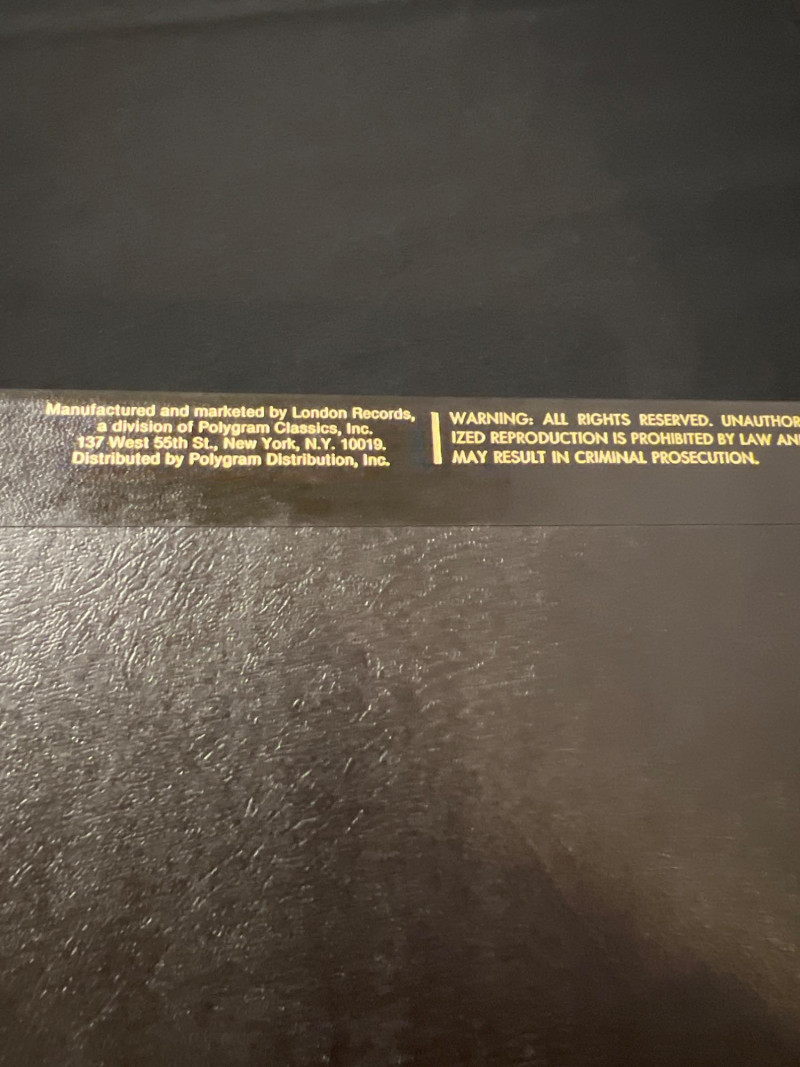 Manufactured and marketed by London Records,
a division of Polygram Classics, Inc.
137 West 55th St., New York, N.Y. 10019.
Distributed by Polygram Distribution, Inc.
WARNING: ALL RIGHTS RESERVED. UNAUTHOR
IZED REPRODUCTION IS PROHIBITED BY LAW AN
MAY RESULT IN CRIMINAL PROSECUTION.